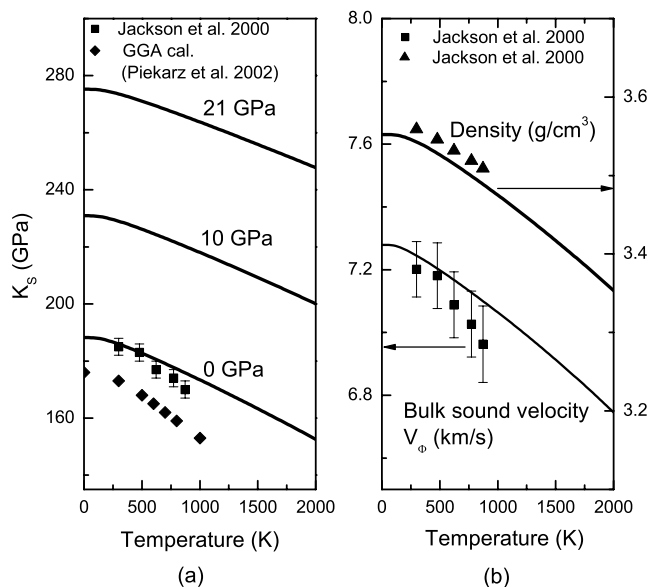 Jackson et al. 2000
GGA cal.
(Piekarz et al. 2002)
280
260
230
200
190
160
21 GPa
10 GPa
0 GPa
K_S (GPa)
0 500 1000 1500 2000
Temperature (K)
(a)
Jackson et al. 2000
Jackson et al. 2000
8.0
7.6
7.2
6.8
Density (g/cm³)
3.6
3.4
3.2
Bulk sound velocity
V_Φ (km/s)
0 500 1000 1500 2000
Temperature (K)
(b)